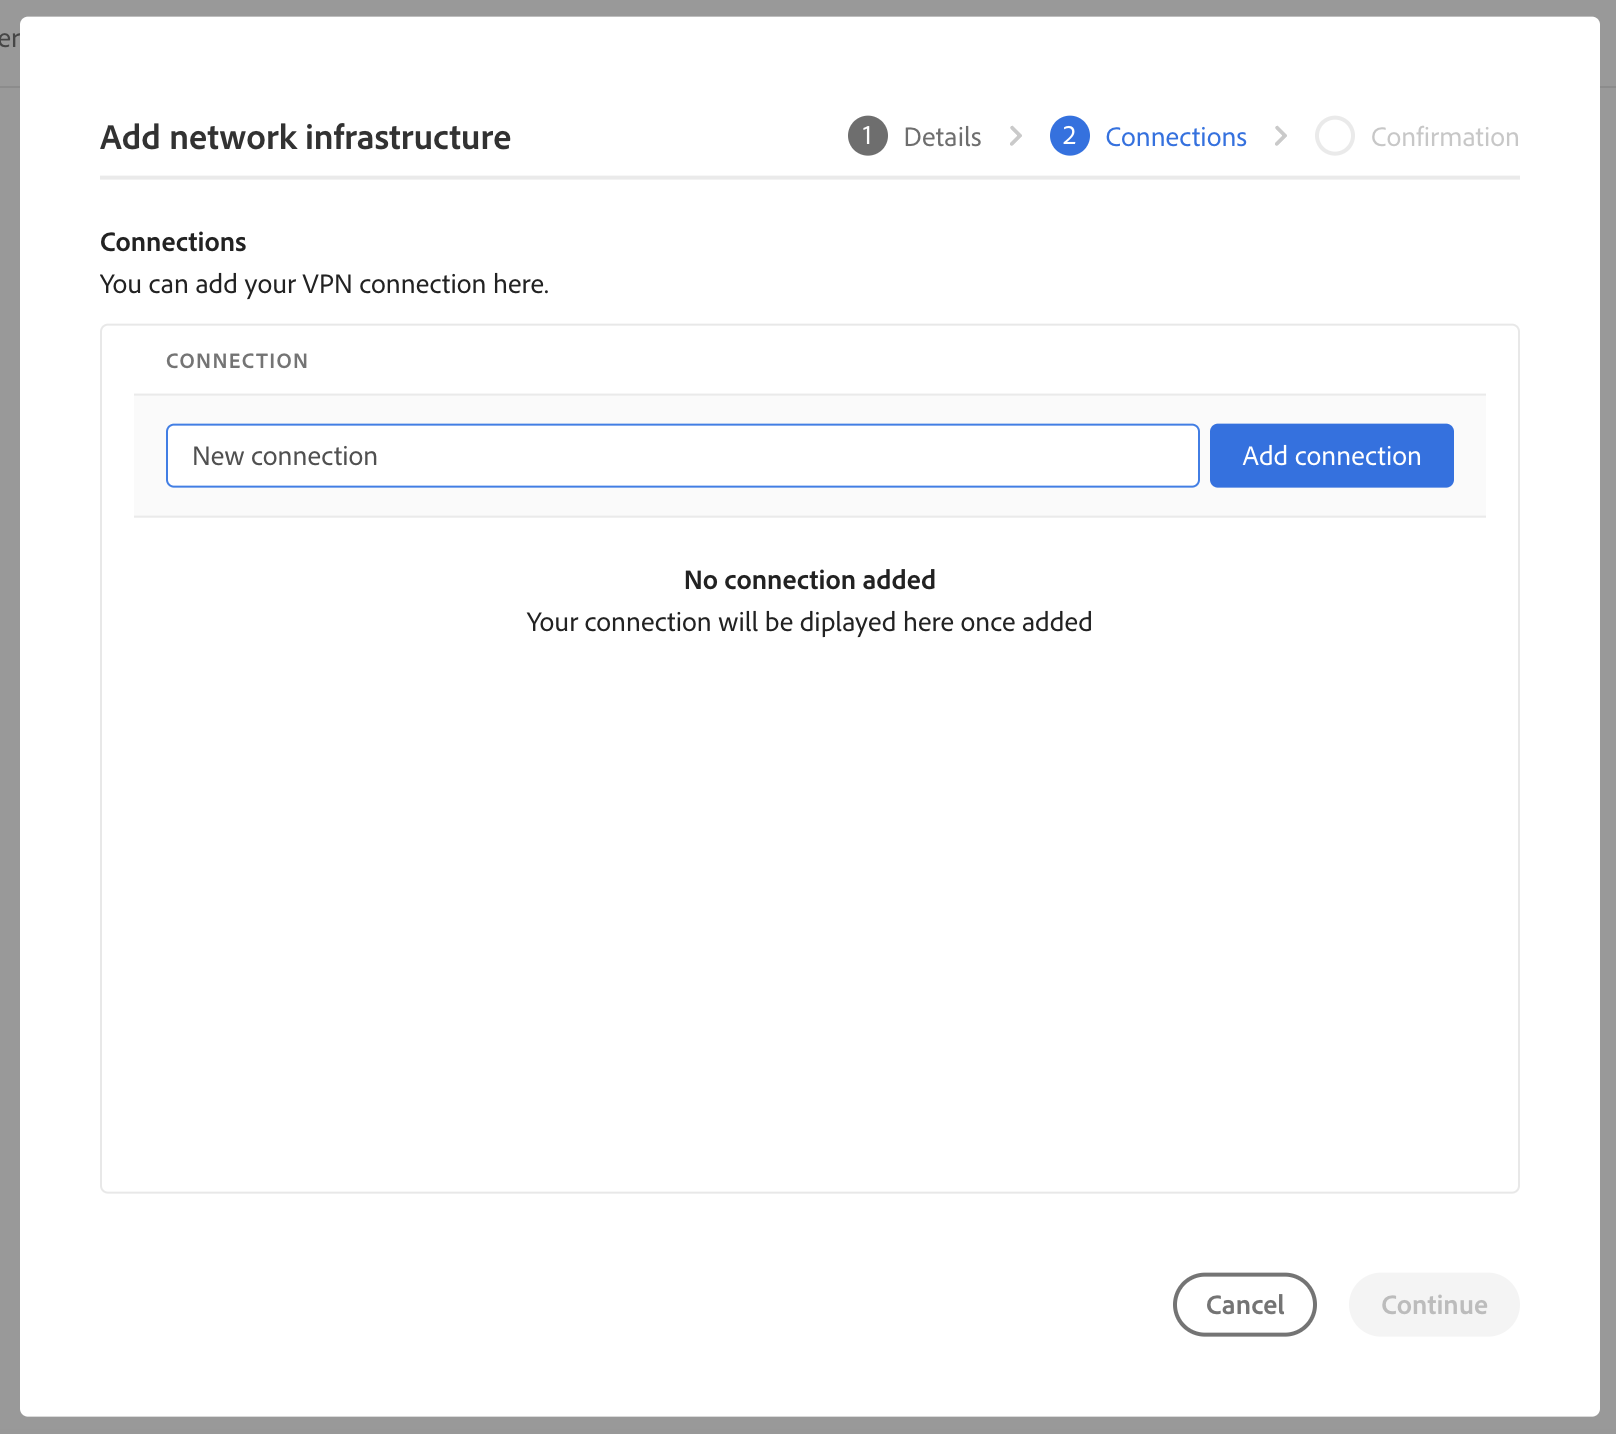 er
Add network infrastructure
1 Details > 2 Connections > Confirmation
Connections
You can add your VPN connection here.
CONNECTION
New connection
Add connection
No connection added
Your connection will be diplayed here once added
Cancel
Continue